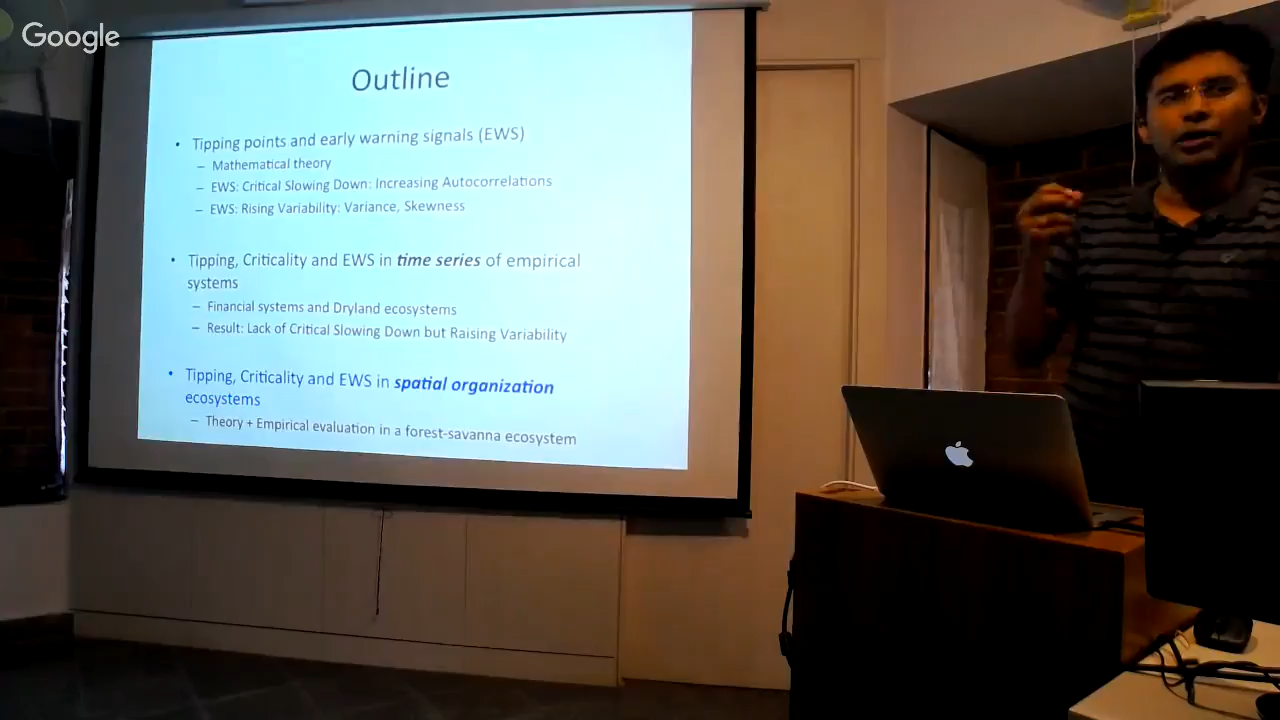 Google
Outline
• Tipping points and early warning signals (EWS)
– Mathematical theory
– EWS: Critical Slowing Down: Increasing Autocorrelations
– EWS: Rising Variability: Variance, Skewness
• Tipping, Criticality and EWS in time series of empirical
systems
– Financial systems and Dryland ecosystems
– Result: Lack of Critical Slowing Down but Raising Variability
• Tipping, Criticality and EWS in spatial organization
ecosystems
– Theory + Empirical evaluation in a forest-savanna ecosystem